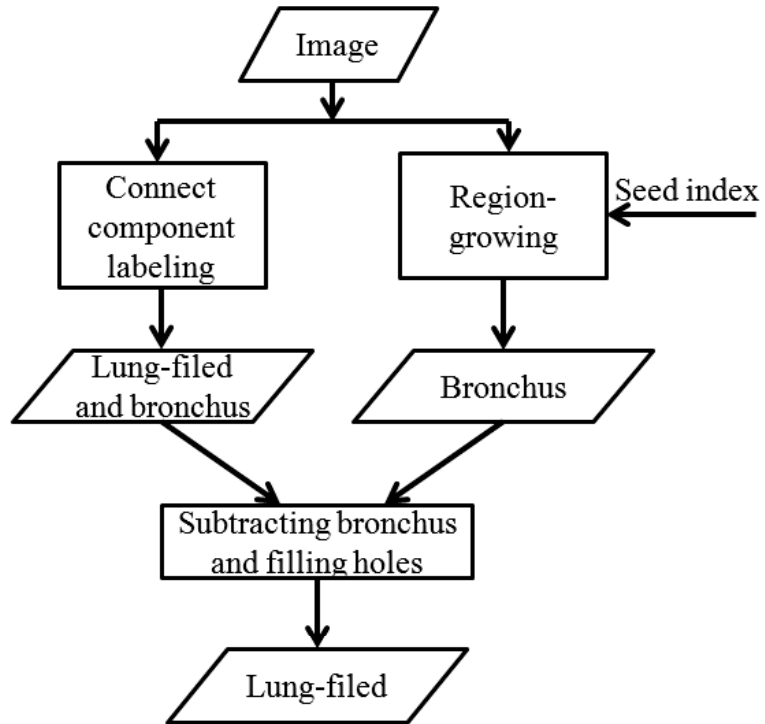 Image
Connect
component
labeling
Region-
growing
Seed index
Lung-filed
and bronchus
Bronchus
Subtracting bronchus
and filling holes
Lung-filed